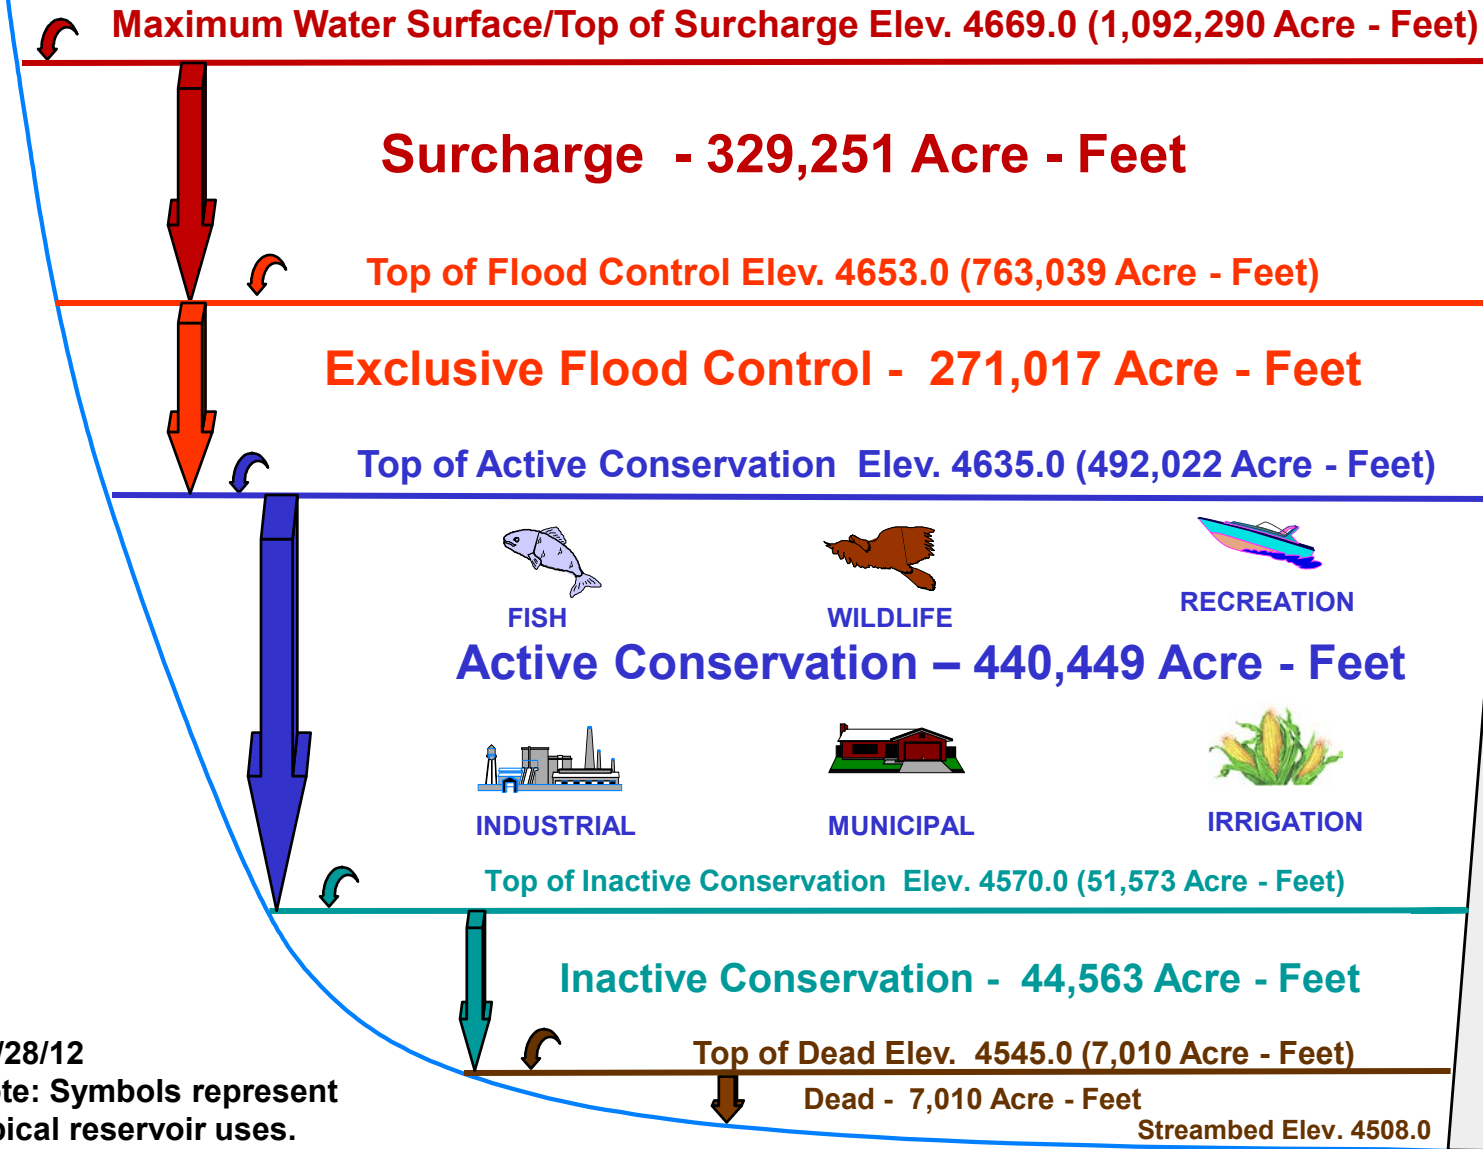 Maximum Water Surface/Top of Surcharge Elev. 4669.0 (1,092,290 Acre - Feet)
Surcharge - 329,251 Acre - Feet
Top of Flood Control Elev. 4653.0 (763,039 Acre - Feet)
Exclusive Flood Control - 271,017 Acre - Feet
Top of Active Conservation Elev. 4635.0 (492,022 Acre - Feet)
FISH
WILDLIFE
RECREATION
Active Conservation – 440,449 Acre - Feet
INDUSTRIAL
MUNICIPAL
IRRIGATION
Top of Inactive Conservation Elev. 4570.0 (51,573 Acre - Feet)
Inactive Conservation - 44,563 Acre - Feet
Top of Dead Elev. 4545.0 (7,010 Acre - Feet)
Dead - 7,010 Acre - Feet
Streambed Elev. 4508.0
/28/12
te: Symbols represent
pical reservoir uses.